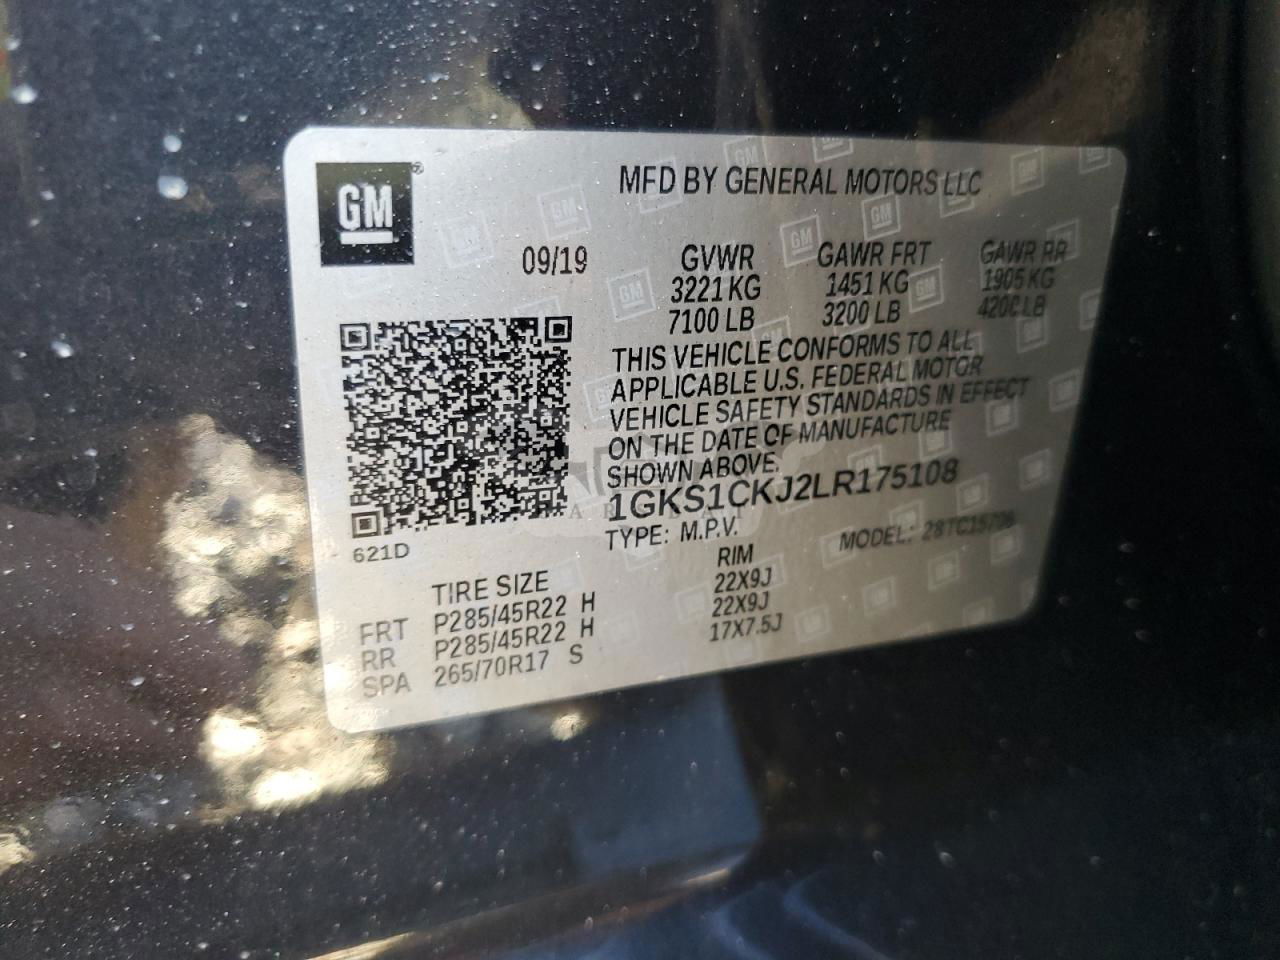 GM
MFD BY GENERAL MOTORS LLC
09/19
GVWR GAWR FRT GAWR RR
3221 KG 1451 KG 1905 KG
7100 LB 3200 LB 4200 LB
THIS VEHICLE CONFORMS TO ALL
APPLICABLE U.S. FEDERAL MOTOR
VEHICLE SAFETY STANDARDS IN EFFECT
ON THE DATE OF MANUFACTURE
SHOWN ABOVE.
1GKS1CKJ2LR175108
TYPE: M.P.V. MODEL:
621D
TIRE SIZE RIM
FRT P285/45R22 H 22X9J
RR P285/45R22 H 22X9J
SPA 265/70R17 S 17X7.5J